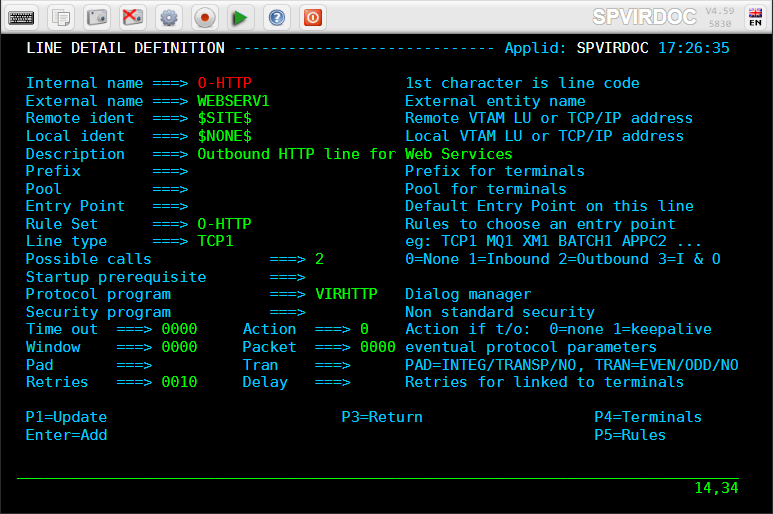 SPVIRDOC V4.59 5830 EN
LINE DETAIL DEFINITION ----------------------------- Applid: SPVIRDOC 17:26:35
Internal name ===> O-HTTP 1st character is line code
External name ===> WEBSERV1 External entity name
Remote ident ===> $SITE$ Remote VTAM LU or TCP/IP address
Local ident ===> $NONE$ Local VTAM LU or TCP/IP address
Description ===> Outbound HTTP line for Web Services
Prefix ===> Prefix for terminals
Pool ===> Pool for terminals
Entry Point ===> Default Entry Point on this line
Rule Set ===> O-HTTP Rules to choose an entry point
Line type ===> TCP1 eg: TCP1 MQ1 XM1 BATCH1 APPC2 ...
Possible calls ===> 2 0=None 1=Inbound 2=Outbound 3=I & O
Startup prerequisite ===>
Protocol program ===> VIRHTTP Dialog manager
Security program ===> Non standard security
Time out ===> 0000 Action ===> 0 Action if t/o: 0=none 1=keepalive
Window ===> 0000 Packet ===> 0000 eventual protocol parameters
Pad ===> Tran ===> PAD=INTEG/TRANSP/NO, TRAN=EVEN/ODD/NO
Retries ===> 0010 Delay ===> Retries for linked to terminals
P1=Update P3=Return P4=Terminals
Enter=Add P5=Rules
14,34